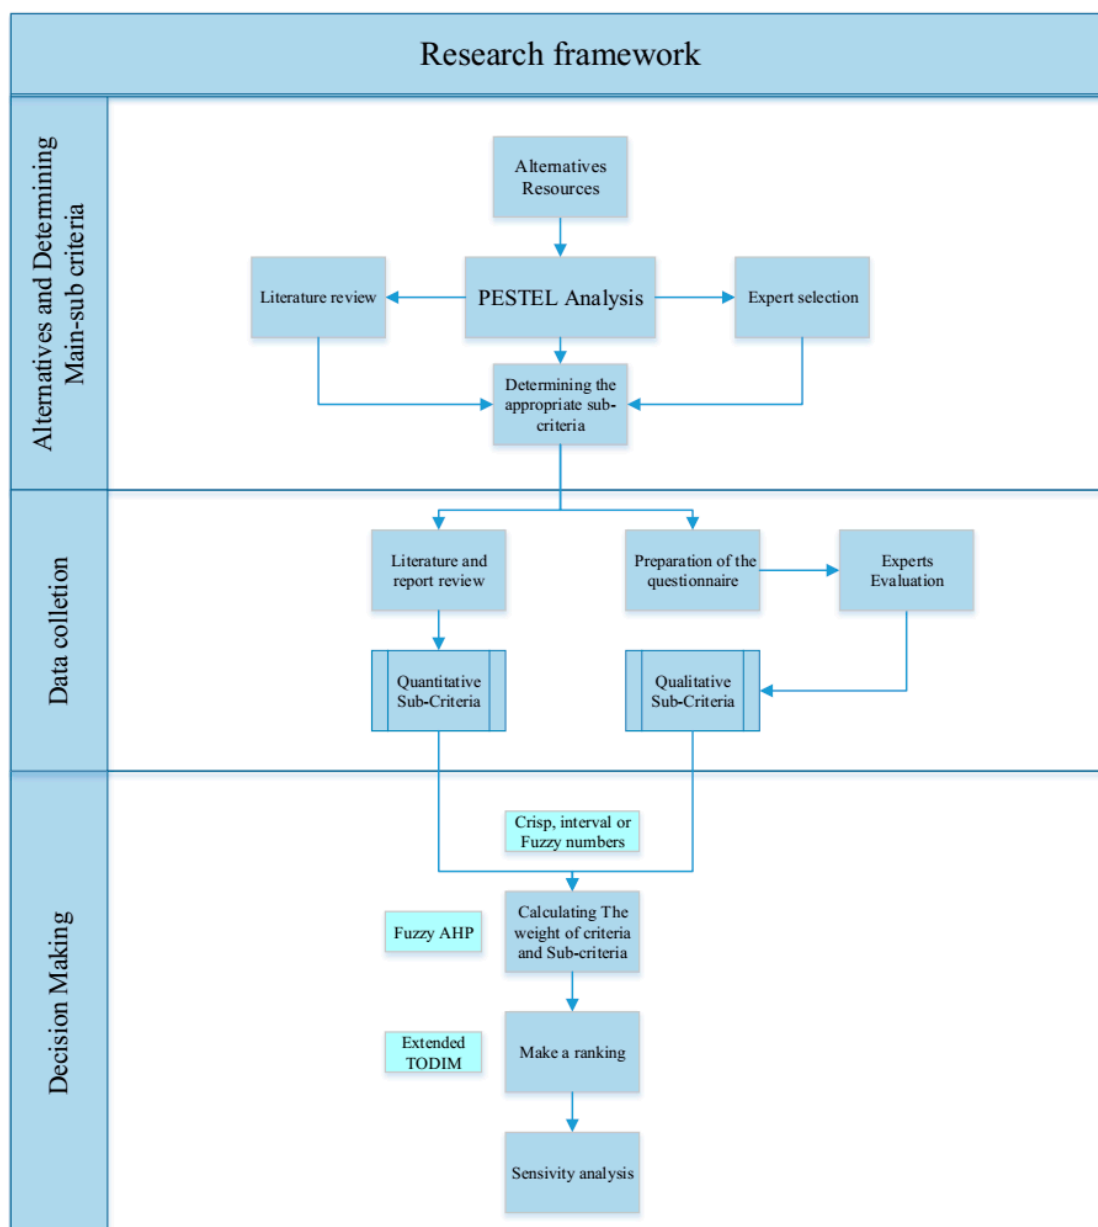 Research framework
Alternatives and Determining
Main-sub criteria
Alternatives
Resources
Literature review
PESTEL Analysis
Expert selection
Determining the
appropriate sub-
criteria
Data colletion
Literature and
report review
Preparation of the
questionnaire
Experts
Evaluation
Quantitative
Sub-Criteria
Qualitative
Sub-Criteria
Decision Making
Crisp, interval or
Fuzzy numbers
Fuzzy AHP
Calculating The
weight of criteria
and Sub-criteria
Extended
TODIM
Make a ranking
Sensivity analysis